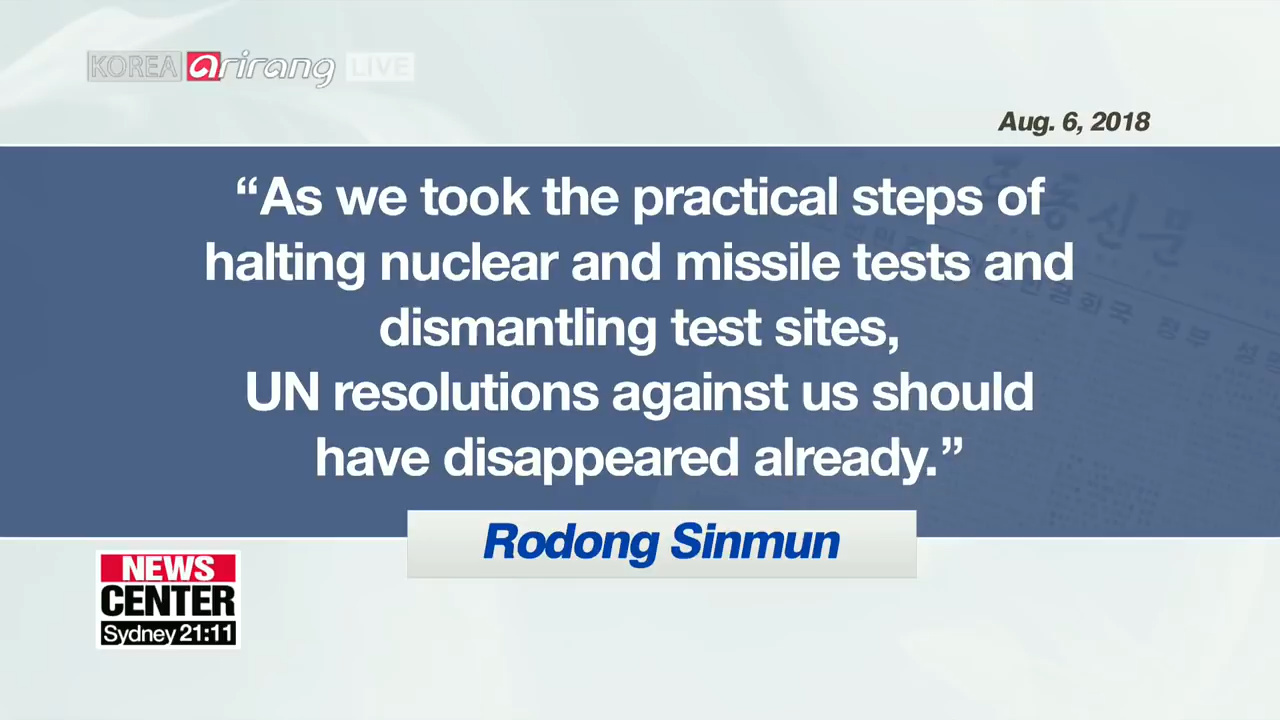 KOREA arirang LIVE
Aug. 6, 2018
“As we took the practical steps of
halting nuclear and missile tests and
dismantling test sites,
UN resolutions against us should
have disappeared already.”
Rodong Sinmun
NEWS
CENTER
Sydney 21:11